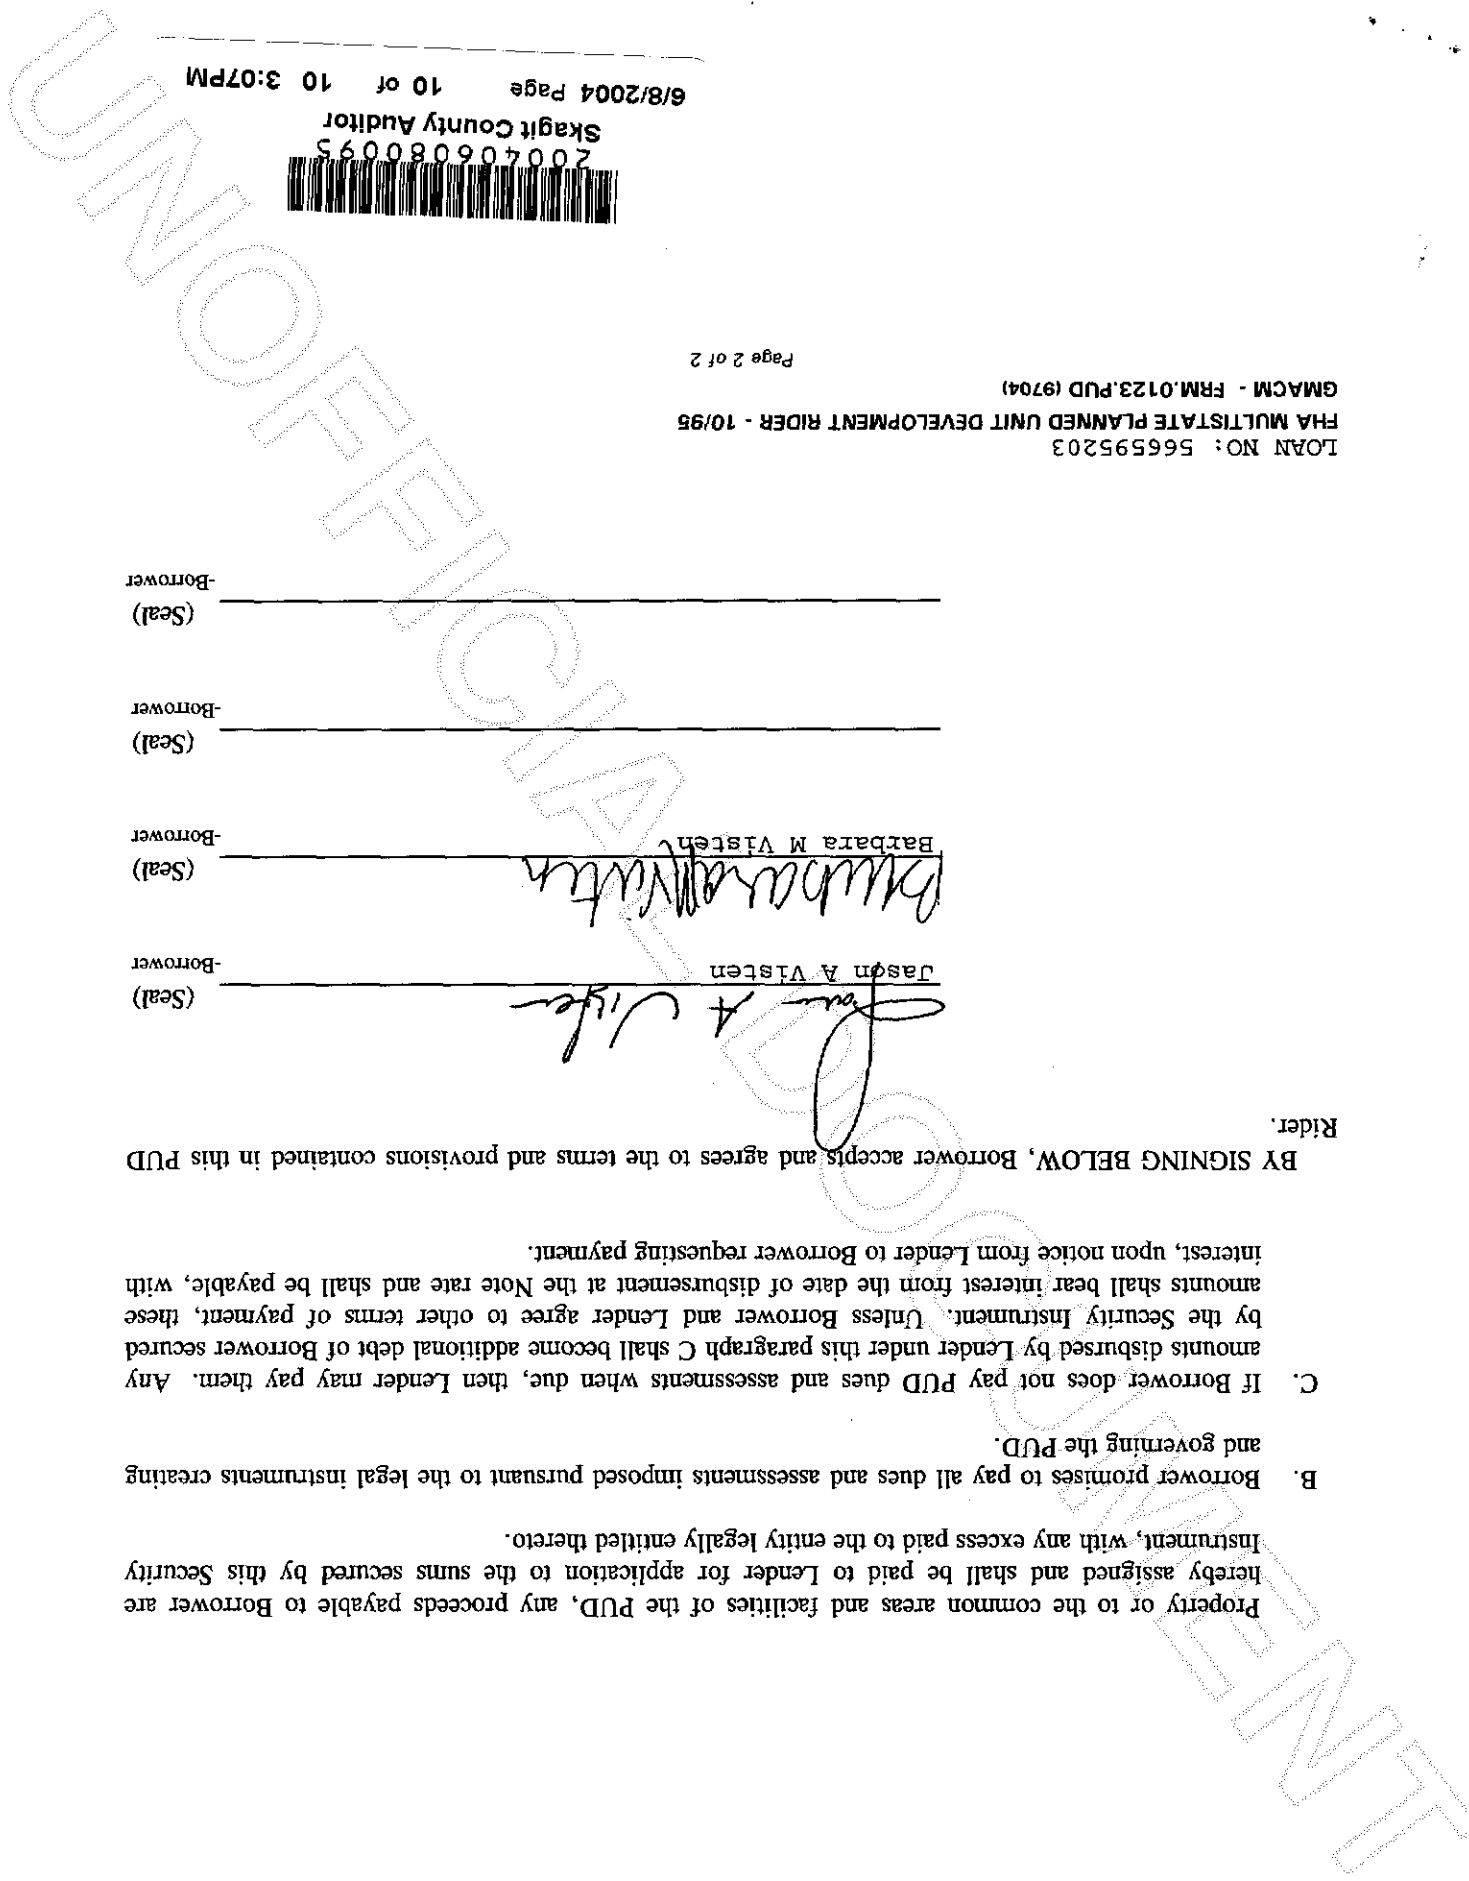 Property or to the common areas and facilities of the PUD, any proceeds payable to Borrower are
hereby assigned and shall be paid to Lender for application to the sums secured by this Security
Instrument, with any excess paid to the entity legally entitled thereto.
B. Borrower promises to pay all dues and assessments imposed pursuant to the legal instruments creating
and governing the PUD.
C. If Borrower does not pay PUD dues and assessments when due, then Lender may pay them. Any
amounts disbursed by Lender under this paragraph C shall become additional debt of Borrower secured
by the Security Instrument. Unless Borrower and Lender agree to other terms of payment, these
amounts shall bear interest from the date of disbursement at the Note rate and shall be payable, with
interest, upon notice from Lender to Borrower requesting payment.
BY SIGNING BELOW, Borrower accepts and agrees to the terms and provisions contained in this PUD
Rider.
Jason A Visten (Seal)
Jason A Visten -Borrower
Barbara M Visten (Seal)
Barbara M Visten -Borrower
(Seal)
-Borrower
(Seal)
-Borrower
LOAN NO: 566595203
FHA MULTISTATE PLANNED UNIT DEVELOPMENT RIDER - 10/95
GMACM - FRM.0123.PUD (9704)
Page 2 of 2
200406080095
Skagit County Auditor
6/8/2004 Page 10 of 10 3:07PM
UNOFFICIAL DOCUMENT